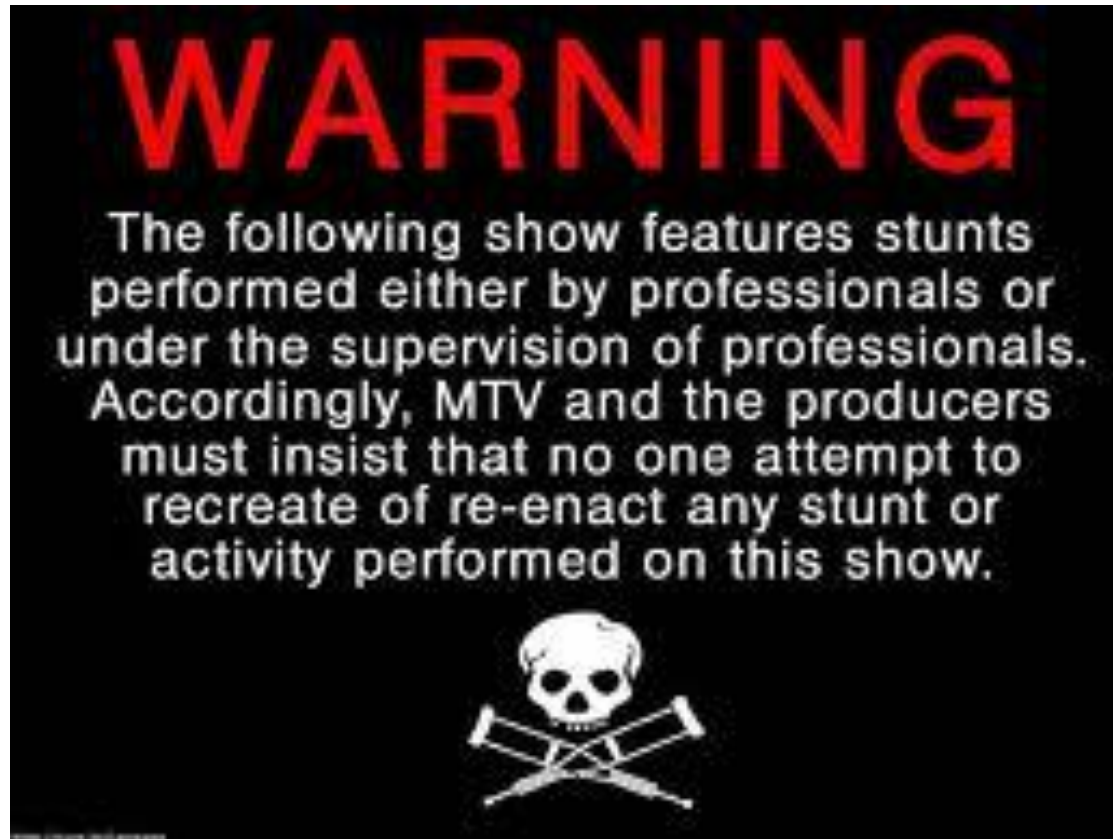 WARNING
The following show features stunts
performed either by professionals or
under the supervision of professionals.
Accordingly, MTV and the producers
must insist that no one attempt to
recreate of re-enact any stunt or
activity performed on this show.